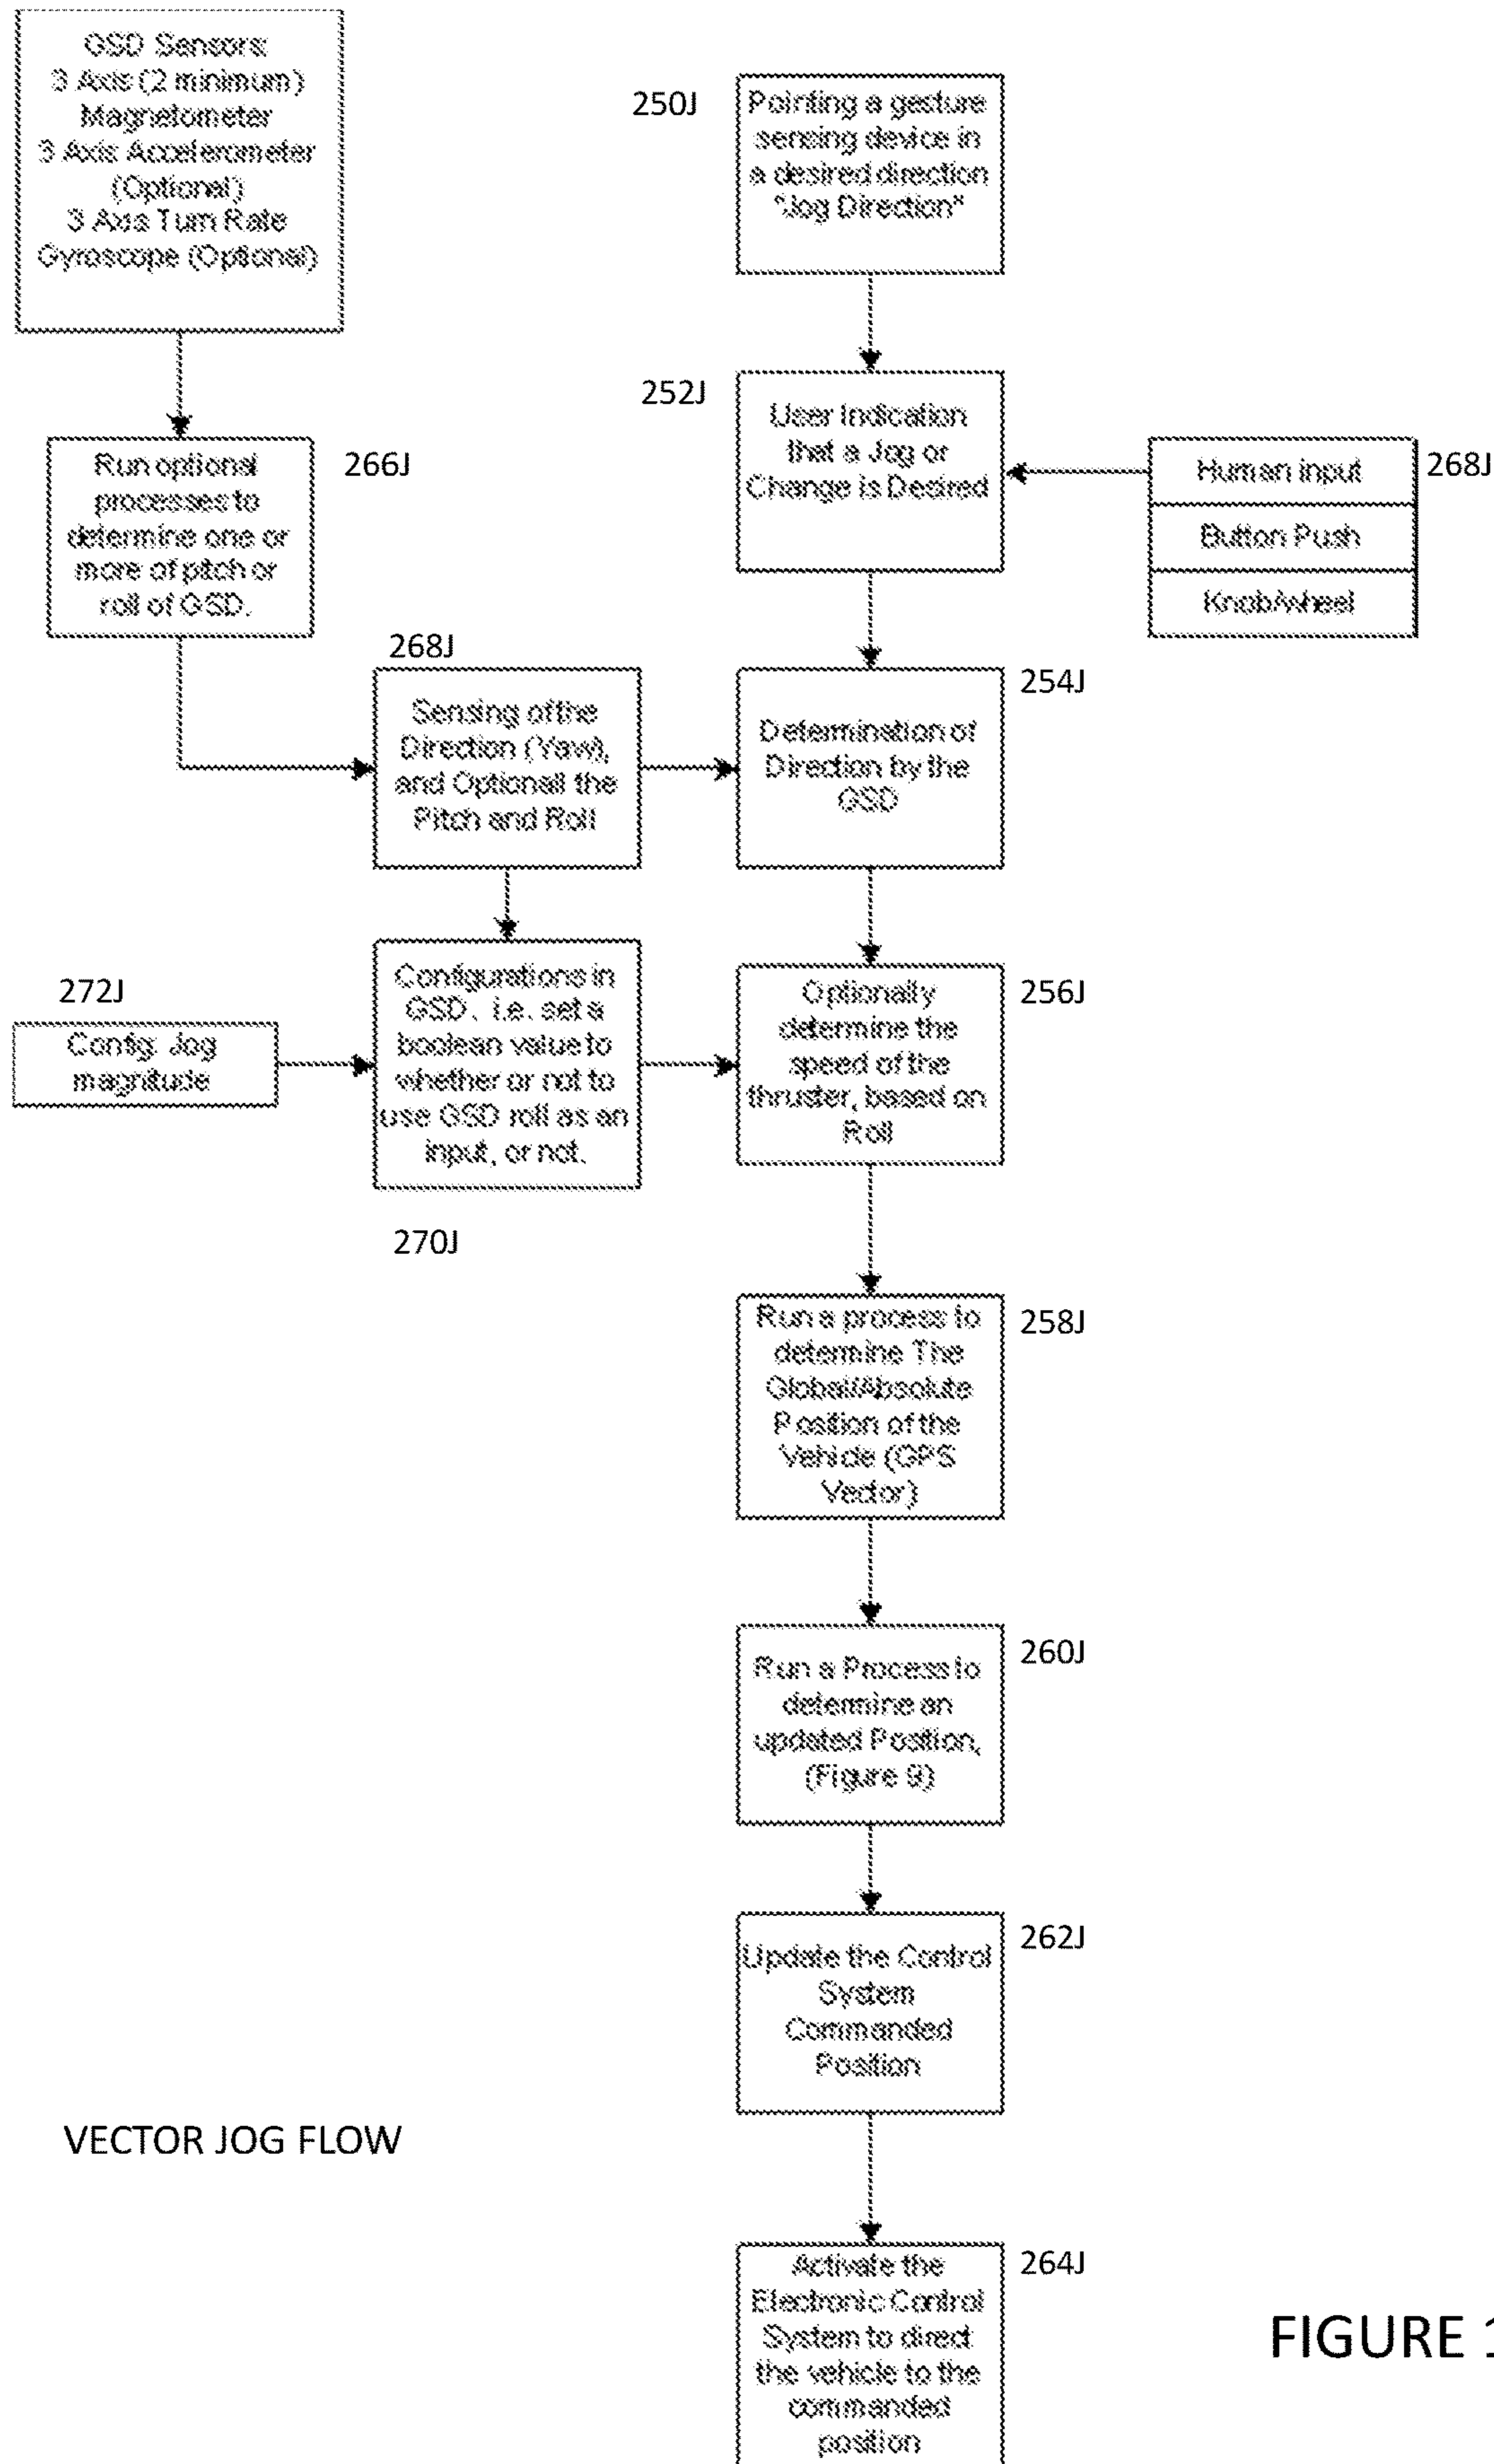 GSD Sensors:
3 Axis (2 minimum)
Magnetometer
3 Axis Accelerometer
(Optional)
3 Axis Turn Rate
Gyroscope (Optional)
250J
Pointing a gesture
sensing device in
a desired direction
"Jog Direction"
252J
User Indication
that a Jog or
Change is Desired
Human input
268J
Button Push
Knob/wheel
Run optional
processes to
determine one or
more of pitch or
roll of GSD.
266J
268J
Sensing of the
Direction (Yaw),
and Optionall the
Pitch and Roll
254J
Determination of
Direction by the
GSD
272J
Config: Jog
magnitude
Configurations in
GSD. i.e. set a
boolean value to
whether or not to
use GSD roll as an
input, or not.
270J
Optionally
determine the
speed of the
thruster, based on
Roll
256J
Run a process to
determine The
Global/Absolute
Position of the
Vehicle (GPS
Vector)
258J
Run a Process to
determine an
updated Position,
(Figure 9)
260J
Update the Control
System
Commanded
Position
262J
VECTOR JOG FLOW
Activate the
Electronic Control
System to direct
the vehicle to the
commanded
position
264J
FIGURE 1